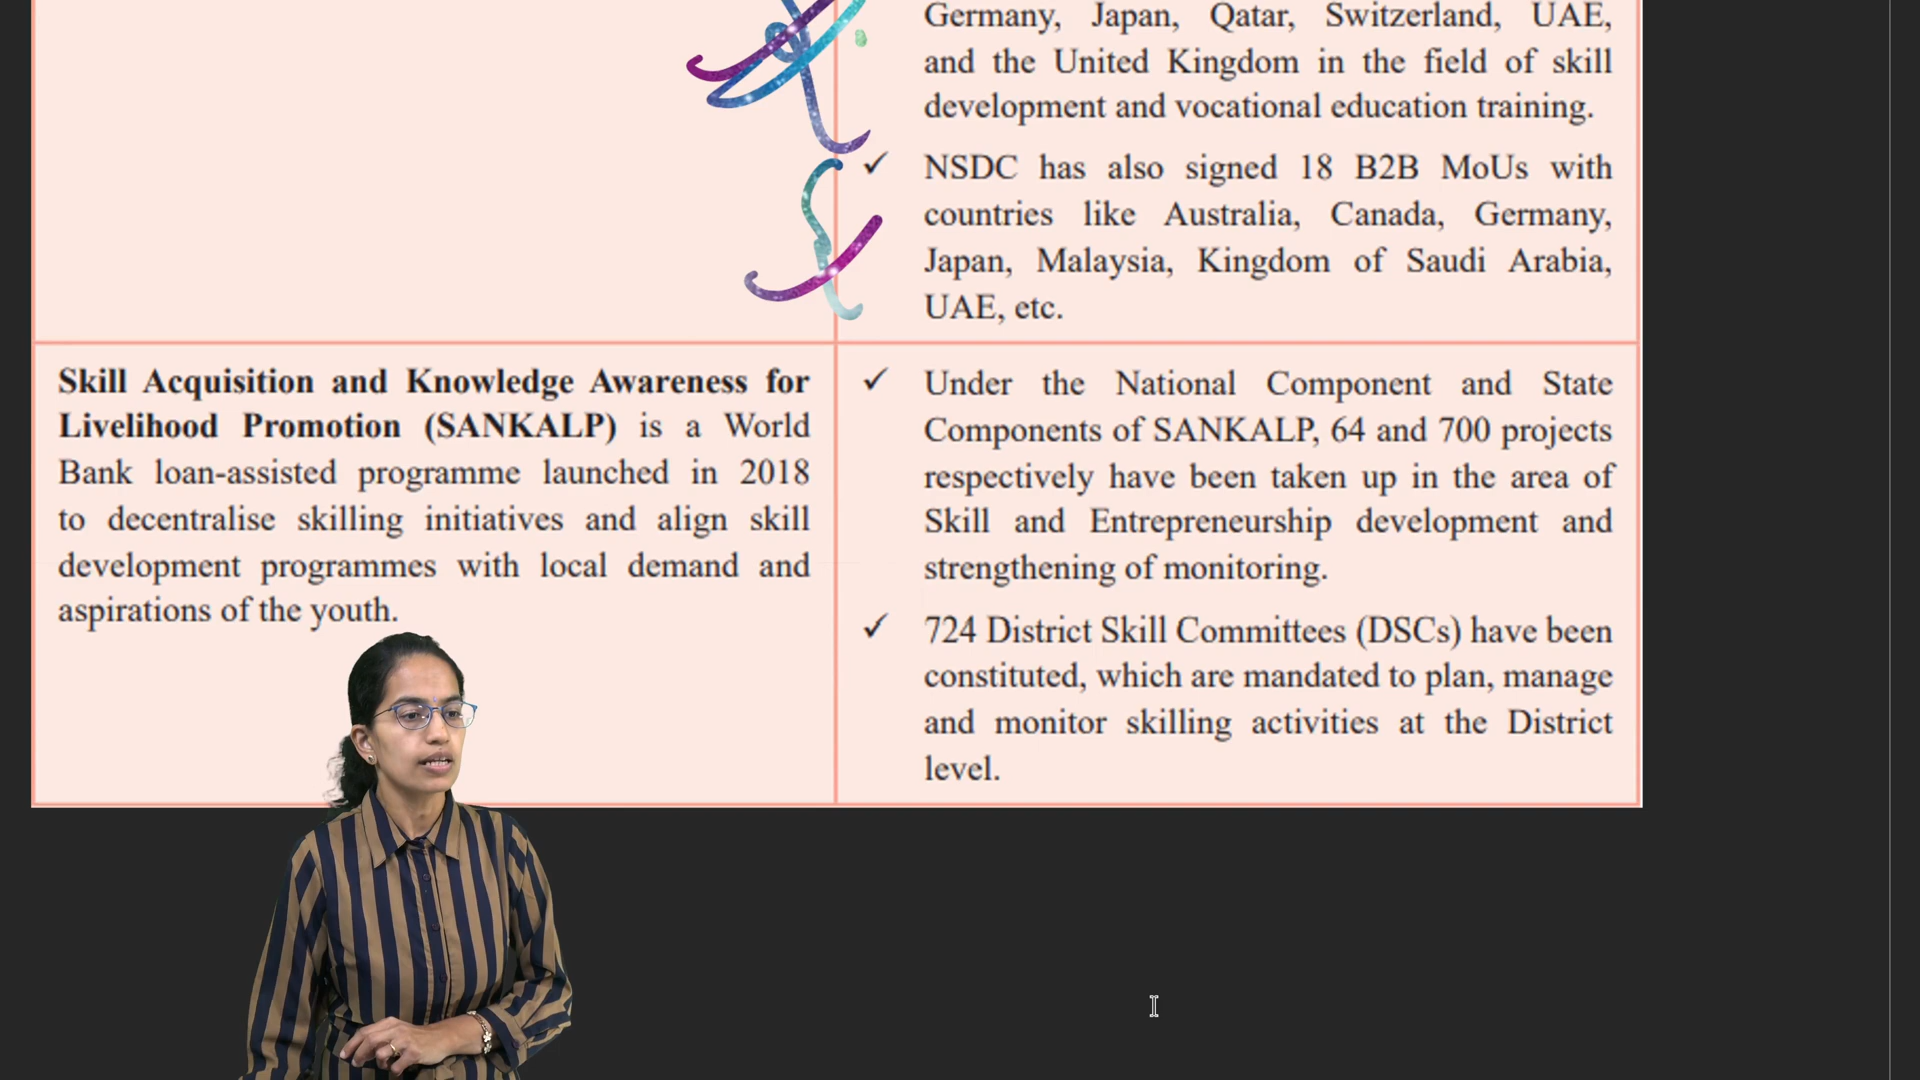 Germany, Japan, Qatar, Switzerland, UAE,
and the United Kingdom in the field of skill
development and vocational education training.
✓ NSDC has also signed 18 B2B MoUs with
countries like Australia, Canada, Germany,
Japan, Malaysia, Kingdom of Saudi Arabia,
UAE, etc.
Skill Acquisition and Knowledge Awareness for
Livelihood Promotion (SANKALP) is a World
Bank loan-assisted programme launched in 2018
to decentralise skilling initiatives and align skill
development programmes with local demand and
aspirations of the youth.
✓ Under the National Component and State
Components of SANKALP, 64 and 700 projects
respectively have been taken up in the area of
Skill and Entrepreneurship development and
strengthening of monitoring.
✓ 724 District Skill Committees (DSCs) have been
constituted, which are mandated to plan, manage
and monitor skilling activities at the District
level.